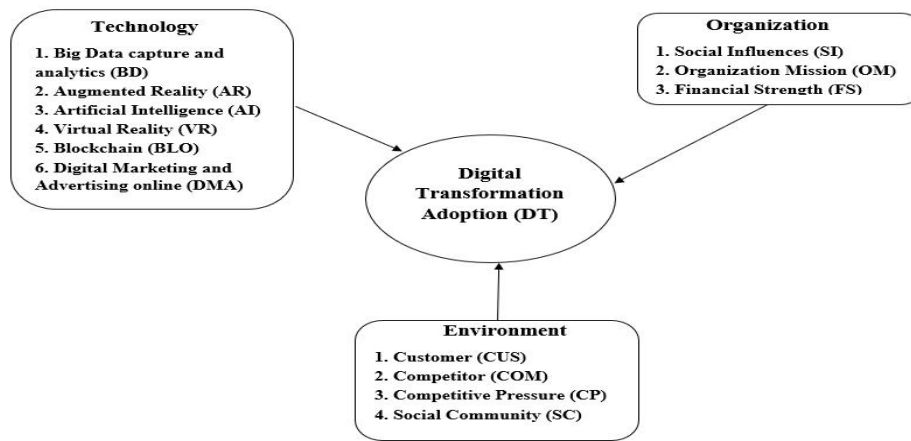 Technology
1. Big Data capture and
analytics (BD)
2. Augmented Reality (AR)
3. Artificial Intelligence (AI)
4. Virtual Reality (VR)
5. Blockchain (BLO)
6. Digital Marketing and
Advertising online (DMA)
Organization
1. Social Influences (SI)
2. Organization Mission (OM)
3. Financial Strength (FS)
Digital
Transformation
Adoption (DT)
Environment
1. Customer (CUS)
2. Competitor (COM)
3. Competitive Pressure (CP)
4. Social Community (SC)